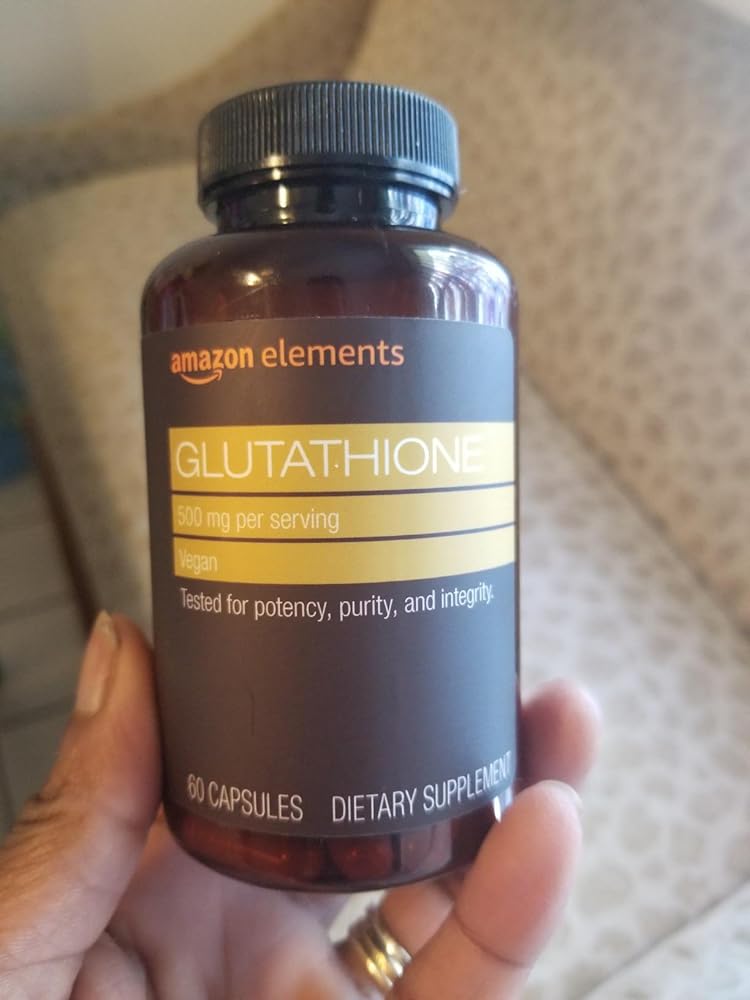 amazon elements
GLUTATHIONE
500 mg per serving
Vegan
Tested for potency, purity, and integrity.
60 CAPSULES DIETARY SUPPLEMENT